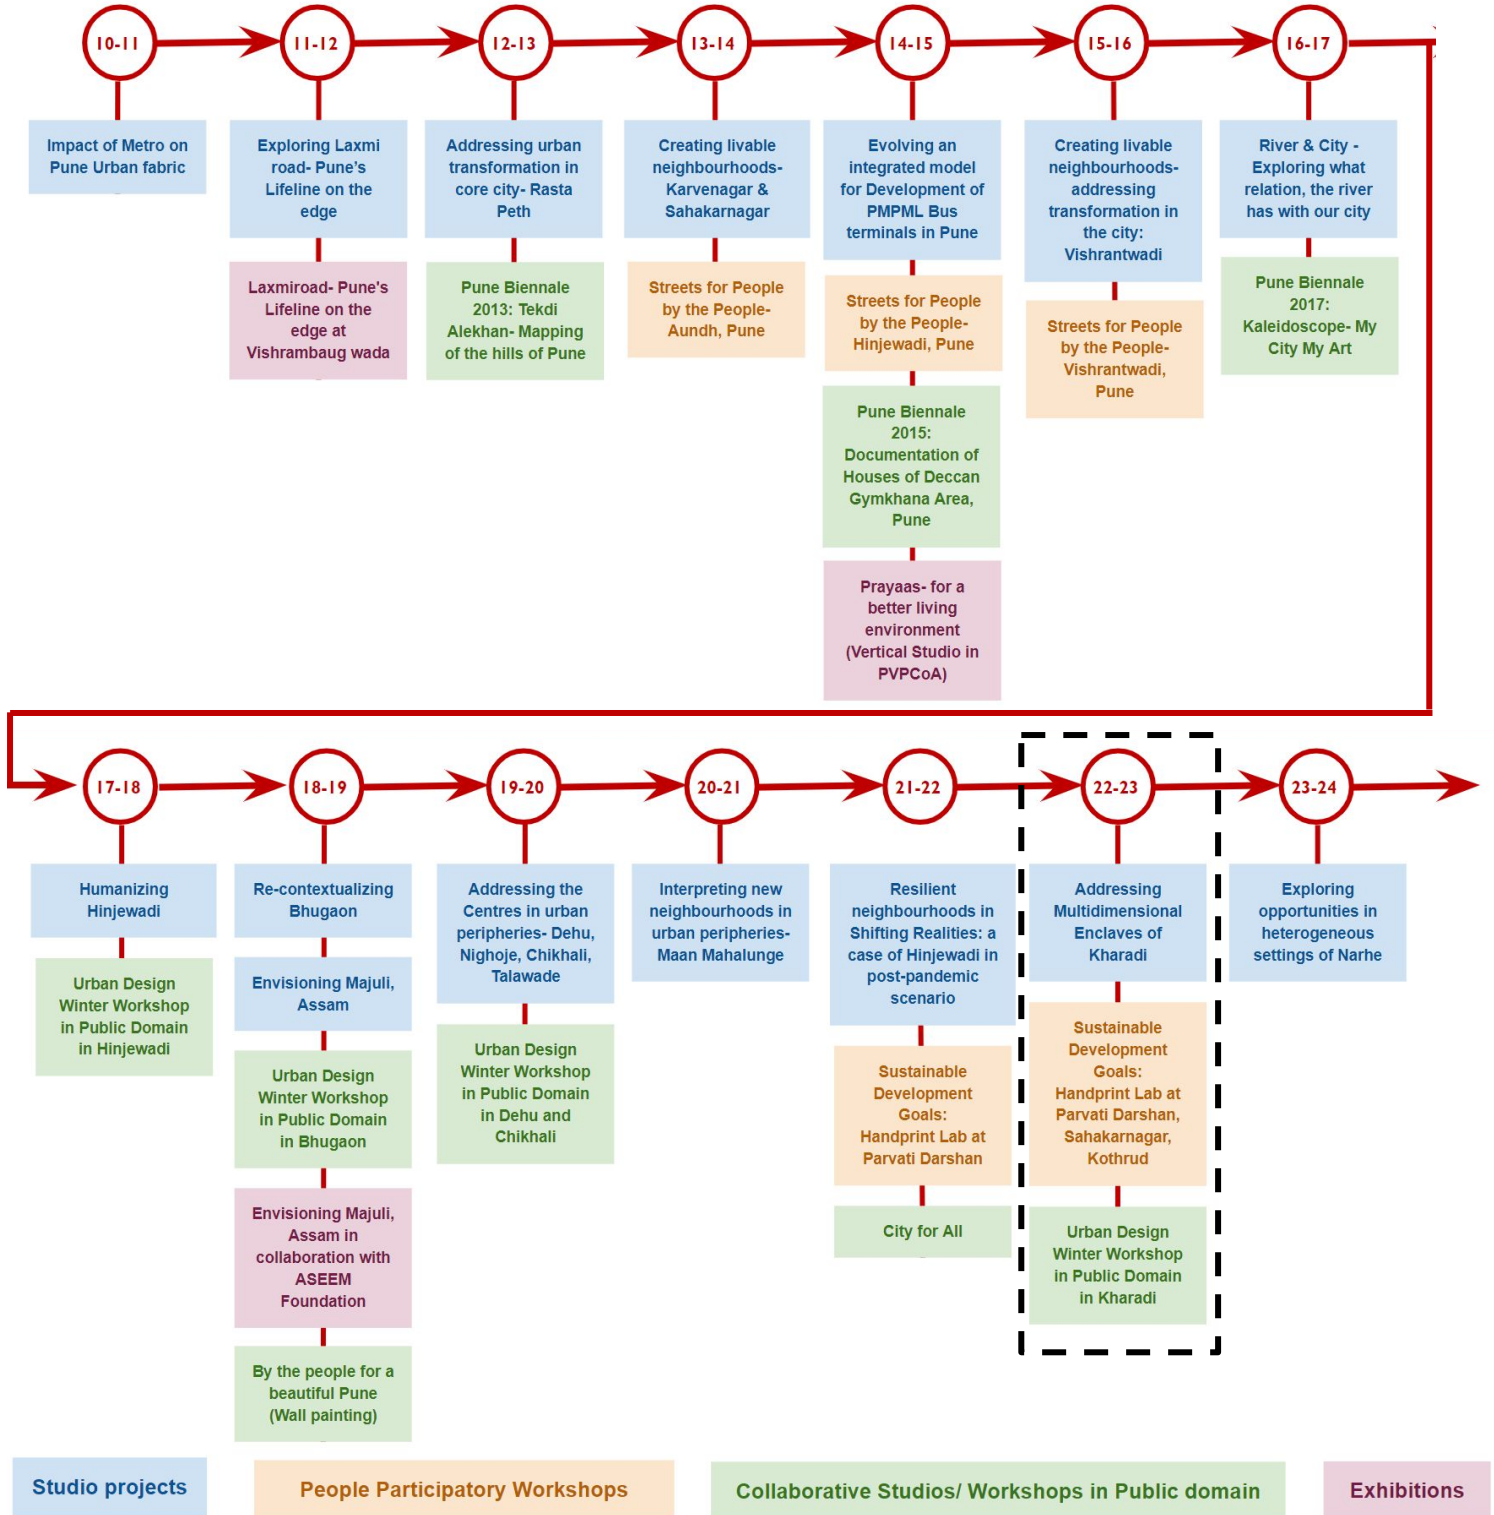 10-11
11-12
12-13
13-14
14-15
15-16
16-17
Impact of Metro on
Pune Urban fabric
Exploring Laxmi
road- Pune’s
Lifeline on the
edge
Laxmiroad- Pune's
Lifeline on the
edge at
Vishrambaug wada
Addressing urban
transformation in
core city- Rasta
Peth
Pune Biennale
2013: Tekdi
Alekhan- Mapping
of the hills of Pune
Creating livable
neighbourhoods-
Karvenagar &
Sahakarnagar
Streets for People
by the People-
Aundh, Pune
Evolving an
integrated model
for Development of
PMPML Bus
terminals in Pune
Streets for People
by the People-
Hinjewadi, Pune
Pune Biennale
2015:
Documentation of
Houses of Deccan
Gymkhana Area,
Pune
Prayaas- for a
better living
environment
(Vertical Studio in
PVPCoA)
Creating livable
neighbourhoods-
addressing
transformation in
the city:
Vishrantwadi
Streets for People
by the People-
Vishrantwadi,
Pune
River & City -
Exploring what
relation, the river
has with our city
Pune Biennale
2017:
Kaleidoscope- My
City My Art
17-18
18-19
19-20
20-21
21-22
22-23
23-24
Humanizing
Hinjewadi
Urban Design
Winter Workshop
in Public Domain
in Hinjewadi
Re-contextualizing
Bhugaon
Envisioning Majuli,
Assam
Urban Design
Winter Workshop
in Public Domain
in Bhugaon
Envisioning Majuli,
Assam in
collaboration with
ASEEM
Foundation
By the people for a
beautiful Pune
(Wall painting)
Addressing the
Centres in urban
peripheries- Dehu,
Nighoje, Chikhali,
Talawade
Urban Design
Winter Workshop
in Public Domain
in Dehu and
Chikhali
Interpreting new
neighbourhoods in
urban peripheries-
Maan Mahalunge
Resilient
neighbourhoods in
Shifting Realities: a
case of Hinjewadi in
post-pandemic
scenario
Sustainable
Development
Goals:
Handprint Lab at
Parvati Darshan
City for All
Addressing
Multidimensional
Enclaves of
Kharadi
Sustainable
Development
Goals:
Handprint Lab at
Parvati Darshan,
Sahakarnagar,
Kothrud
Urban Design
Winter Workshop
in Public Domain
in Kharadi
Exploring
opportunities in
heterogeneous
settings of Narhe
Studio projects
People Participatory Workshops
Collaborative Studios/ Workshops in Public domain
Exhibitions